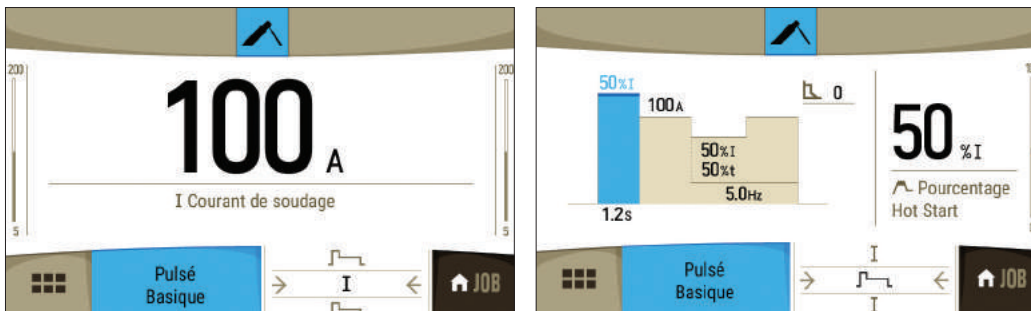 200
200
100 A
I Courant de soudage
5
5
Pulsé
Basique
I
JOB
50%I
100A
0
50%I
50%t
5.0Hz
1.2s
50 %I
Pourcentage
Hot Start
Pulsé
Basique
I
I
JOB